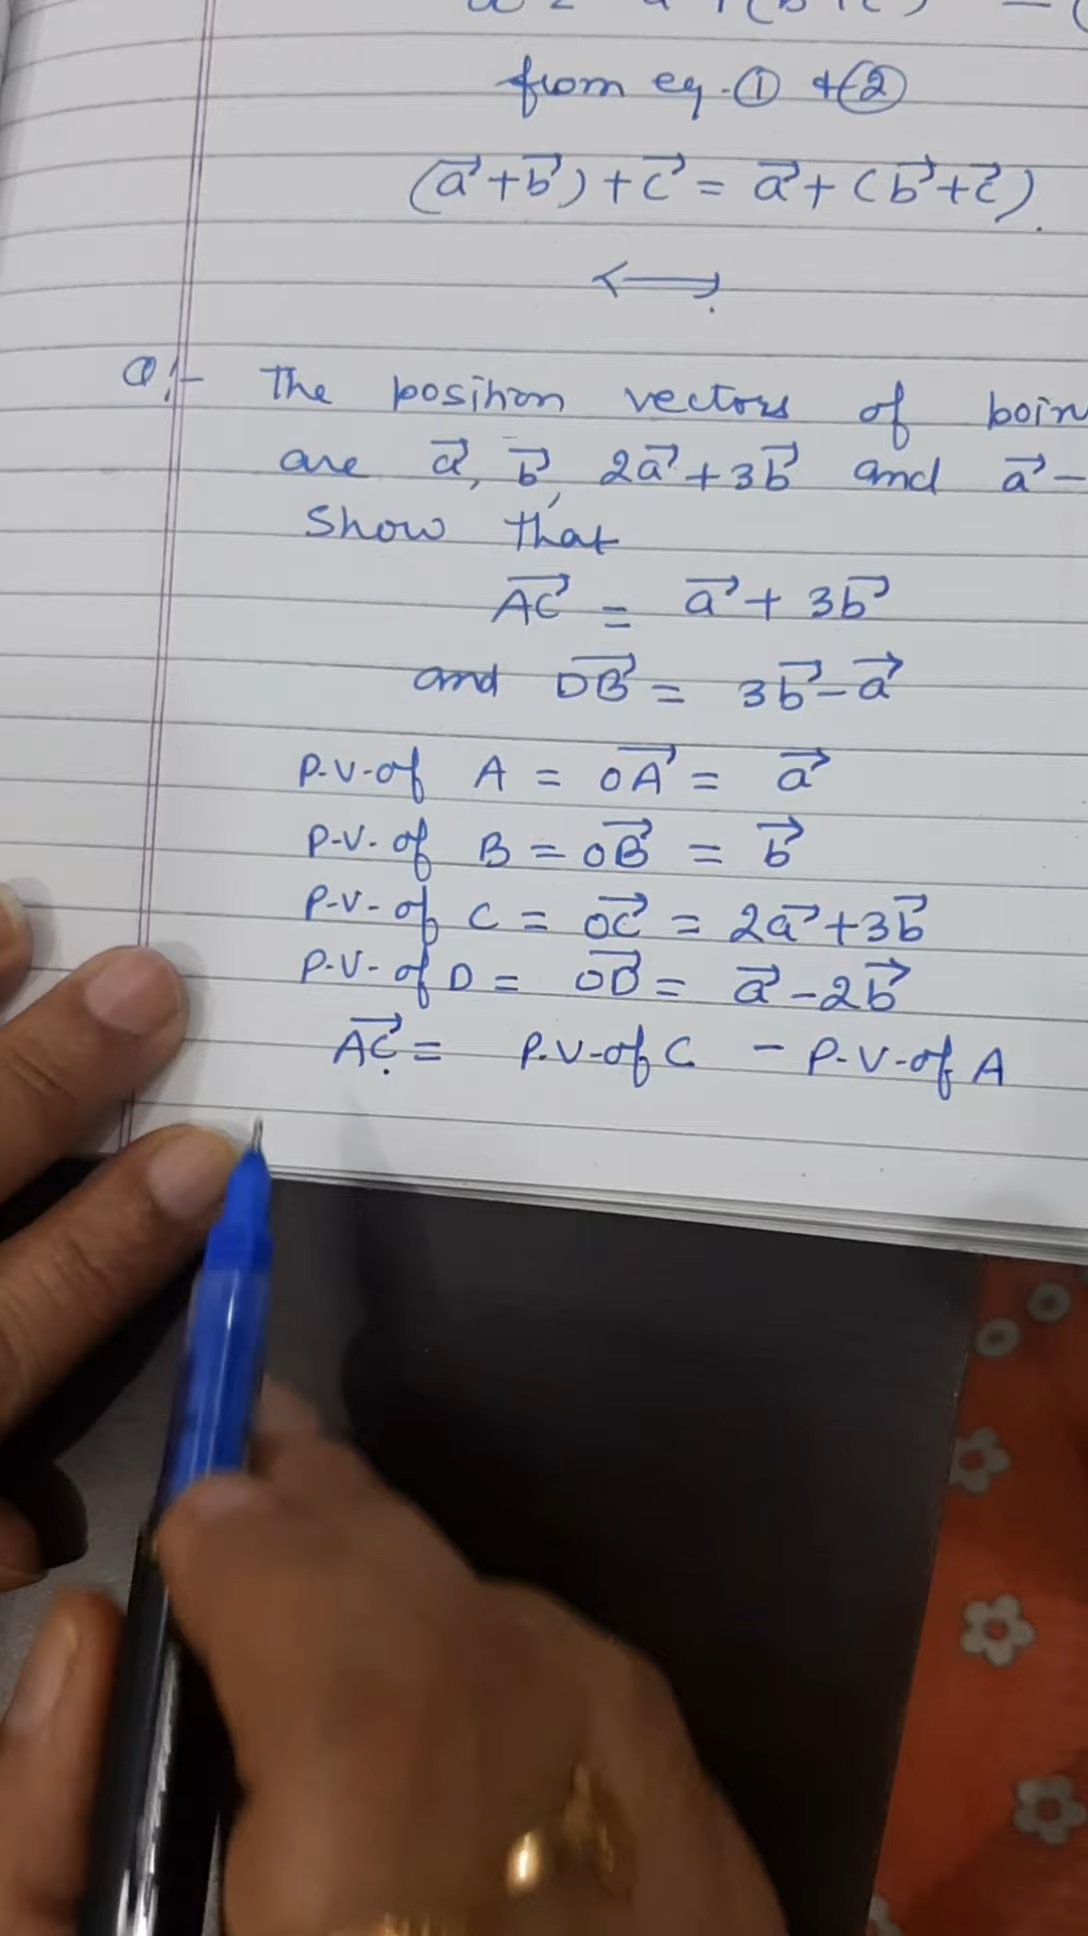 from eq. ① & ②
(a⃗+b⃗)+c⃗ = a⃗+(b⃗+c⃗).
Q:- The position vectors of
are a⃗, b⃗, 2a⃗+3b⃗ and a⃗-
Show that
AC⃗ = a⃗+3b⃗
and DB⃗ = 3b⃗-a⃗
P.V. of A = OA⃗ = a⃗
P.V. of B = OB⃗ = b⃗
P.V. of C = OC⃗ = 2a⃗+3b⃗
P.V. of D = OD⃗ = a⃗-2b⃗
AC⃗ = P.V. of C - P.V. of A